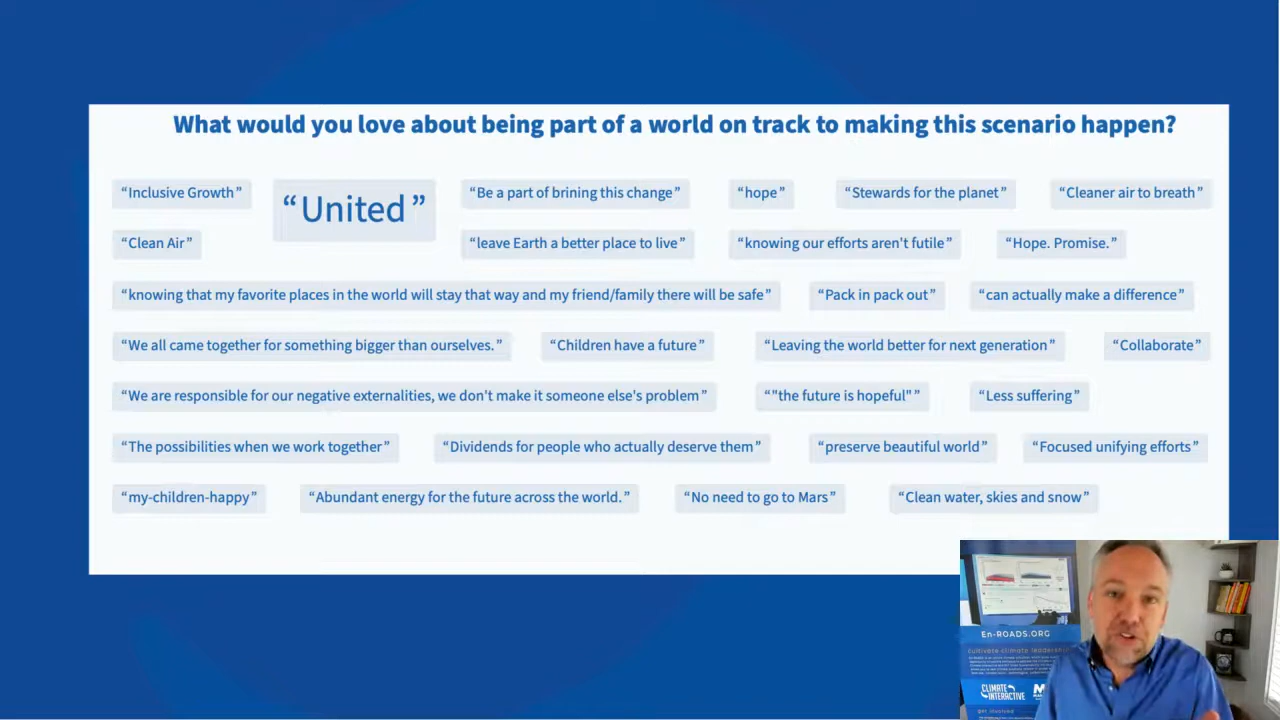 What would you love about being part of a world on track to making this scenario happen?
“Inclusive Growth”
“United”
“Be a part of brining this change”
“hope”
“Stewards for the planet”
“Cleaner air to breath”
“Clean Air”
“leave Earth a better place to live”
“knowing our efforts aren't futile”
“Hope. Promise.”
“knowing that my favorite places in the world will stay that way and my friend/family there will be safe”
“Pack in pack out”
“can actually make a difference”
“We all came together for something bigger than ourselves.”
“Children have a future”
“Leaving the world better for next generation”
“Collaborate”
“We are responsible for our negative externalities, we don't make it someone else's problem”
“"the future is hopeful"”
“Less suffering”
“The possibilities when we work together”
“Dividends for people who actually deserve them”
“preserve beautiful world”
“Focused unifying efforts”
“my-children-happy”
“Abundant energy for the future across the world.”
“No need to go to Mars”
“Clean water, skies and snow”
En-ROADS.ORG
cultivate climate leadership
CLIMATE
INTERACTIVE
get involved